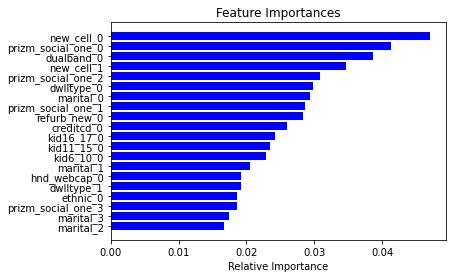 Feature Importances
new_cell_0
prizm_social_one_0
dualband_0
new_cell_1
prizm_social_one_2
dwlltype_0
marital_0
prizm_social_one_1
refurb_new_0
creditcd_0
kid16_17_0
kid11_15_0
kid6_10_0
marital_1
hnd_webcap_0
dwlltype_1
ethnic_0
prizm_social_one_3
marital_3
marital_2
0.00 0.01 0.02 0.03 0.04
Relative Importance